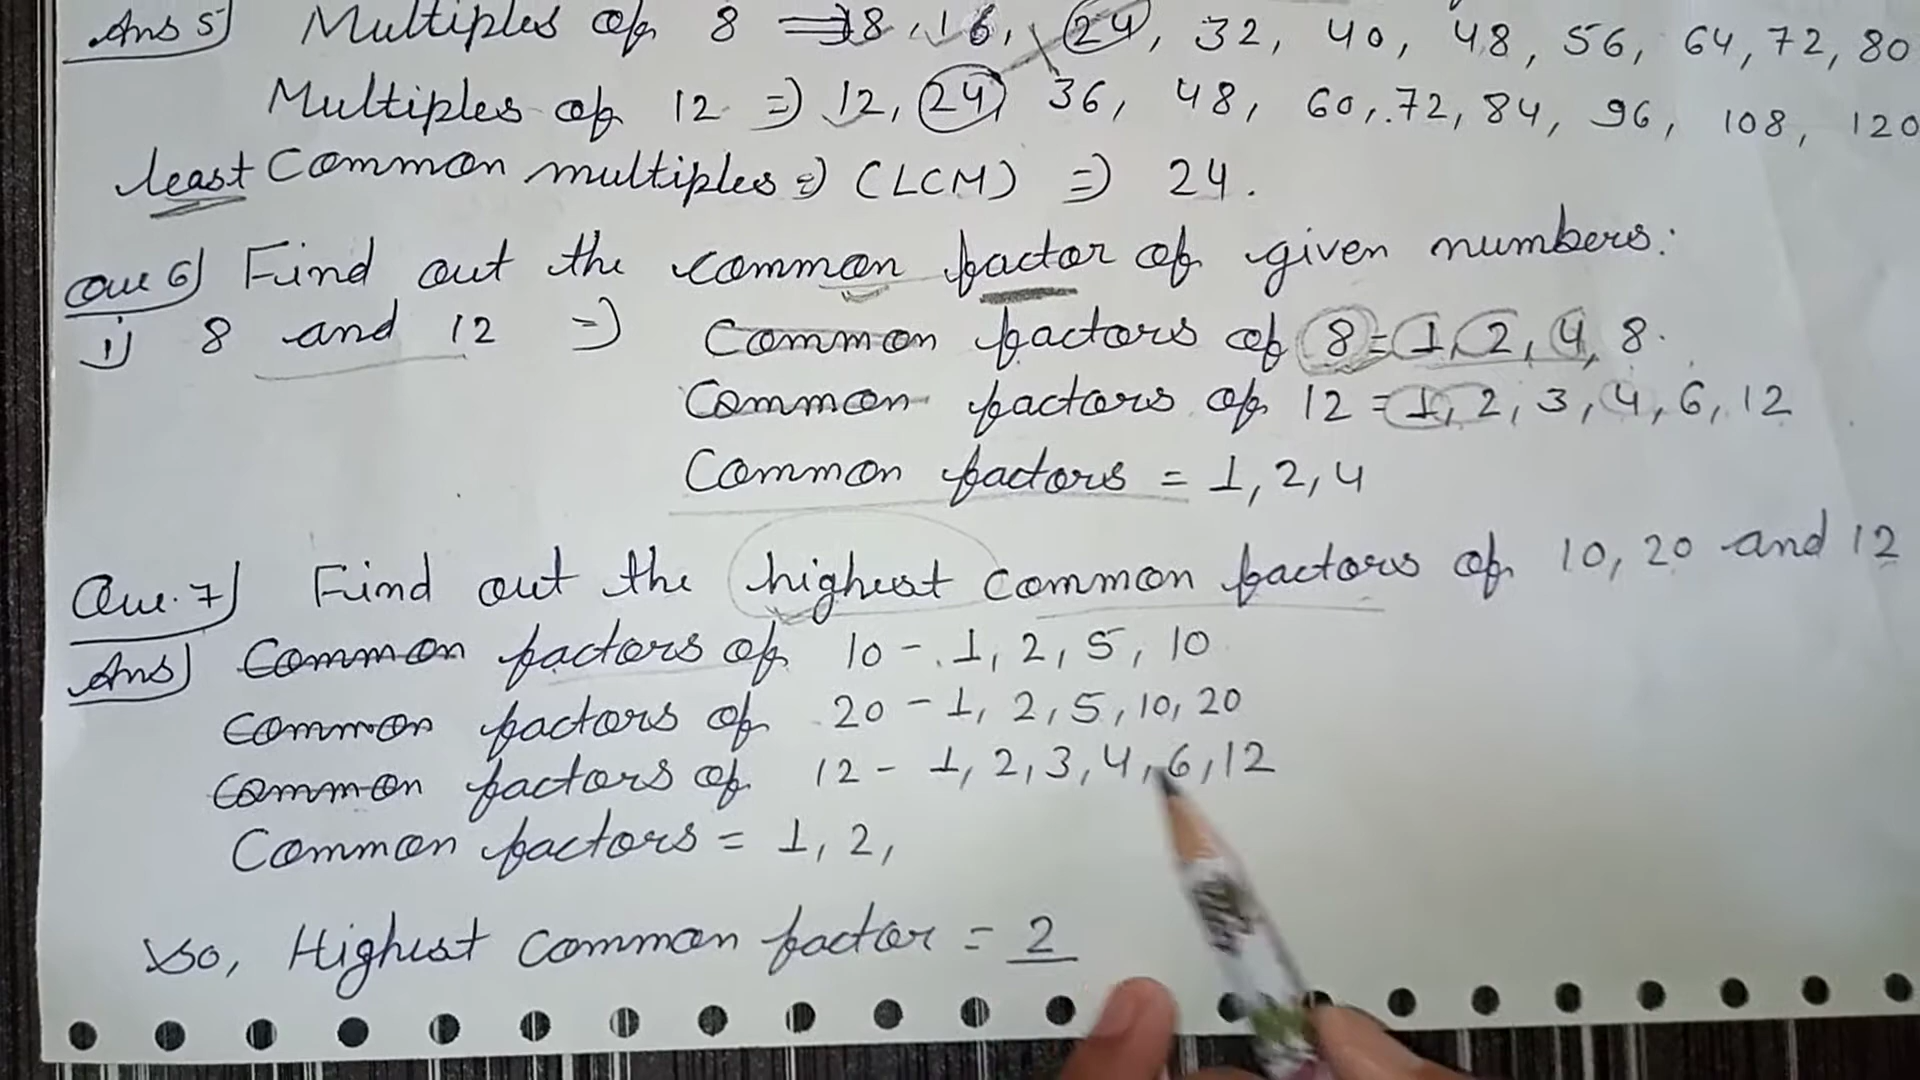 Ans 5) Multiples of 8 => 8, 16, 24, 32, 40, 48, 56, 64, 72, 80
Multiples of 12 => 12, 24, 36, 48, 60, 72, 84, 96, 108, 120
least Common multiples => (LCM) => 24.
Que 6) Find out the common factor of given numbers:
i) 8 and 12 => Common factors of 8 = 1, 2, 4, 8.
Common factors of 12 = 1, 2, 3, 4, 6, 12
Common factors = 1, 2, 4
Que. 7) Find out the highest common factors of 10, 20 and 12
Ans) Common factors of 10 - 1, 2, 5, 10
Common factors of 20 - 1, 2, 5, 10, 20
Common factors of 12 - 1, 2, 3, 4, 6, 12
Common factors = 1, 2,
So, Highest Common factor = 2